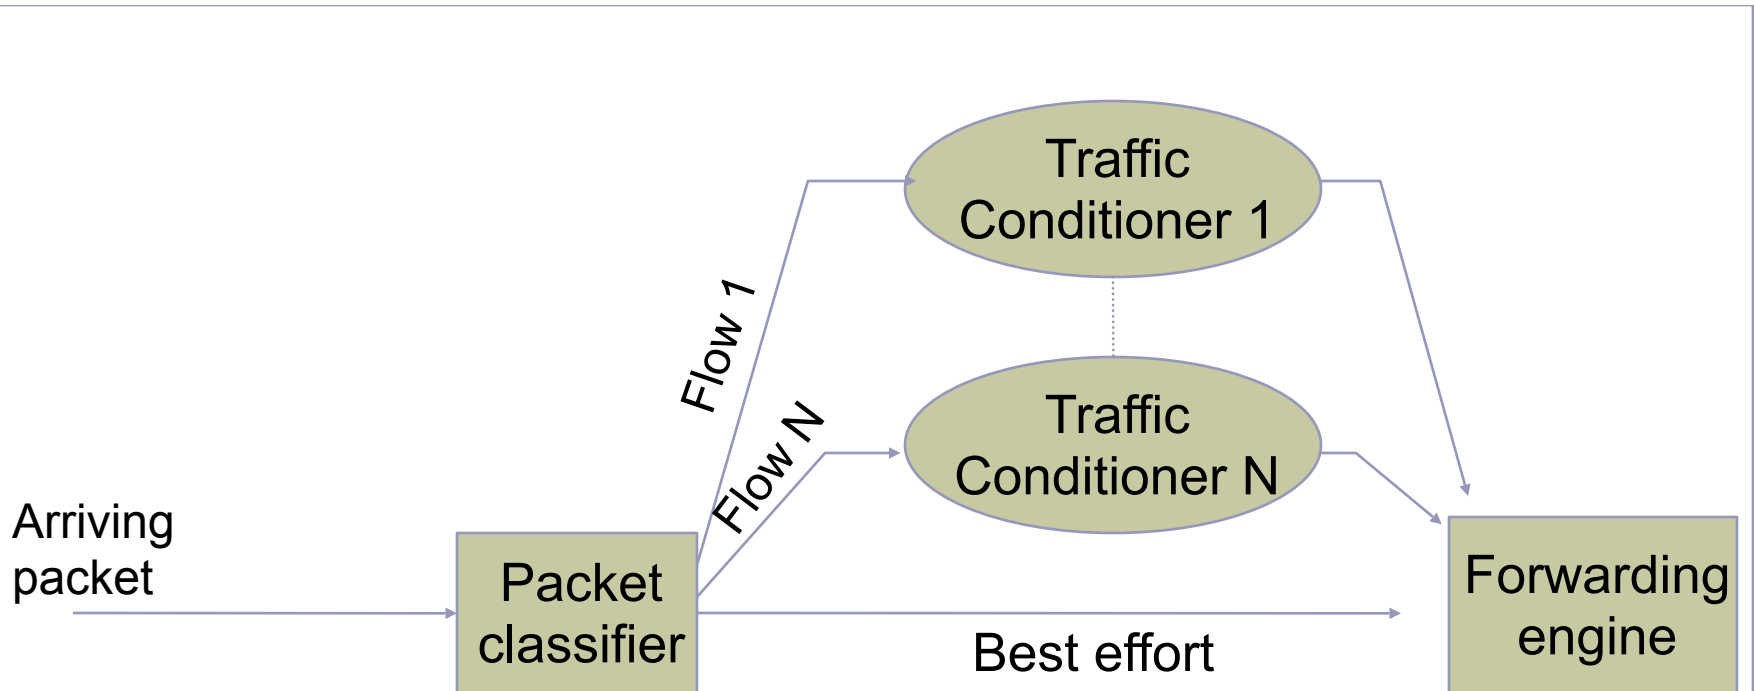 Traffic
Conditioner 1
Flow 1
Traffic
Conditioner N
Flow N
Arriving
packet
Packet
classifier
Best effort
Forwarding
engine